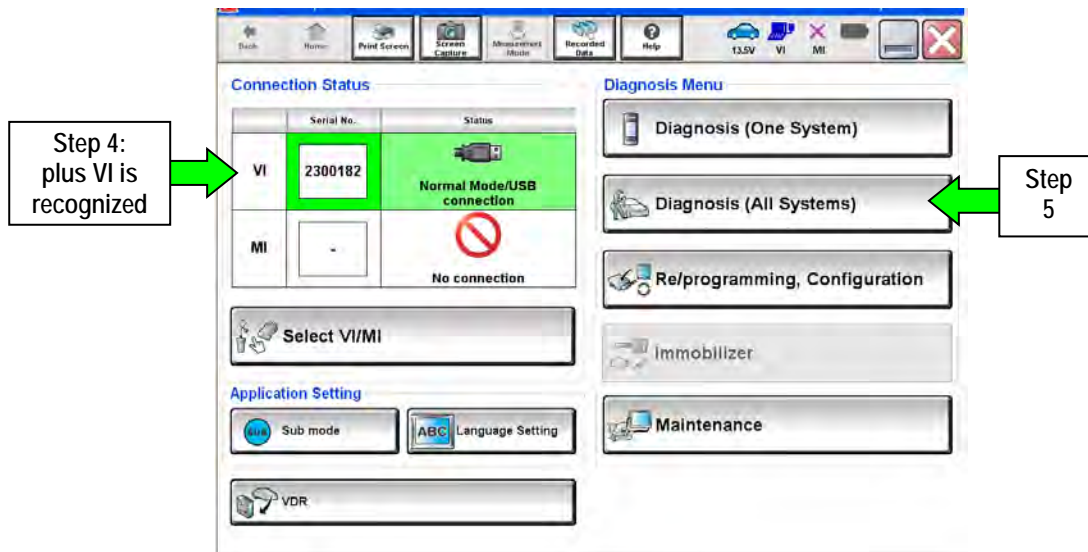 Back
Home
Print Screen
Screen
Capture
Measurement
Mode
Recorded
Data
Help
13.5V
VI
MI
Connection Status
Serial No.
Status
VI
2300182
Normal Mode/USB
connection
MI
-
No connection
Select VI/MI
Application Setting
SUB
Sub mode
ABC
Language Setting
VDR
Diagnosis Menu
Diagnosis (One System)
Diagnosis (All Systems)
Re/programming, Configuration
Immobilizer
Maintenance
Step 4:
plus VI is
recognized
Step
5